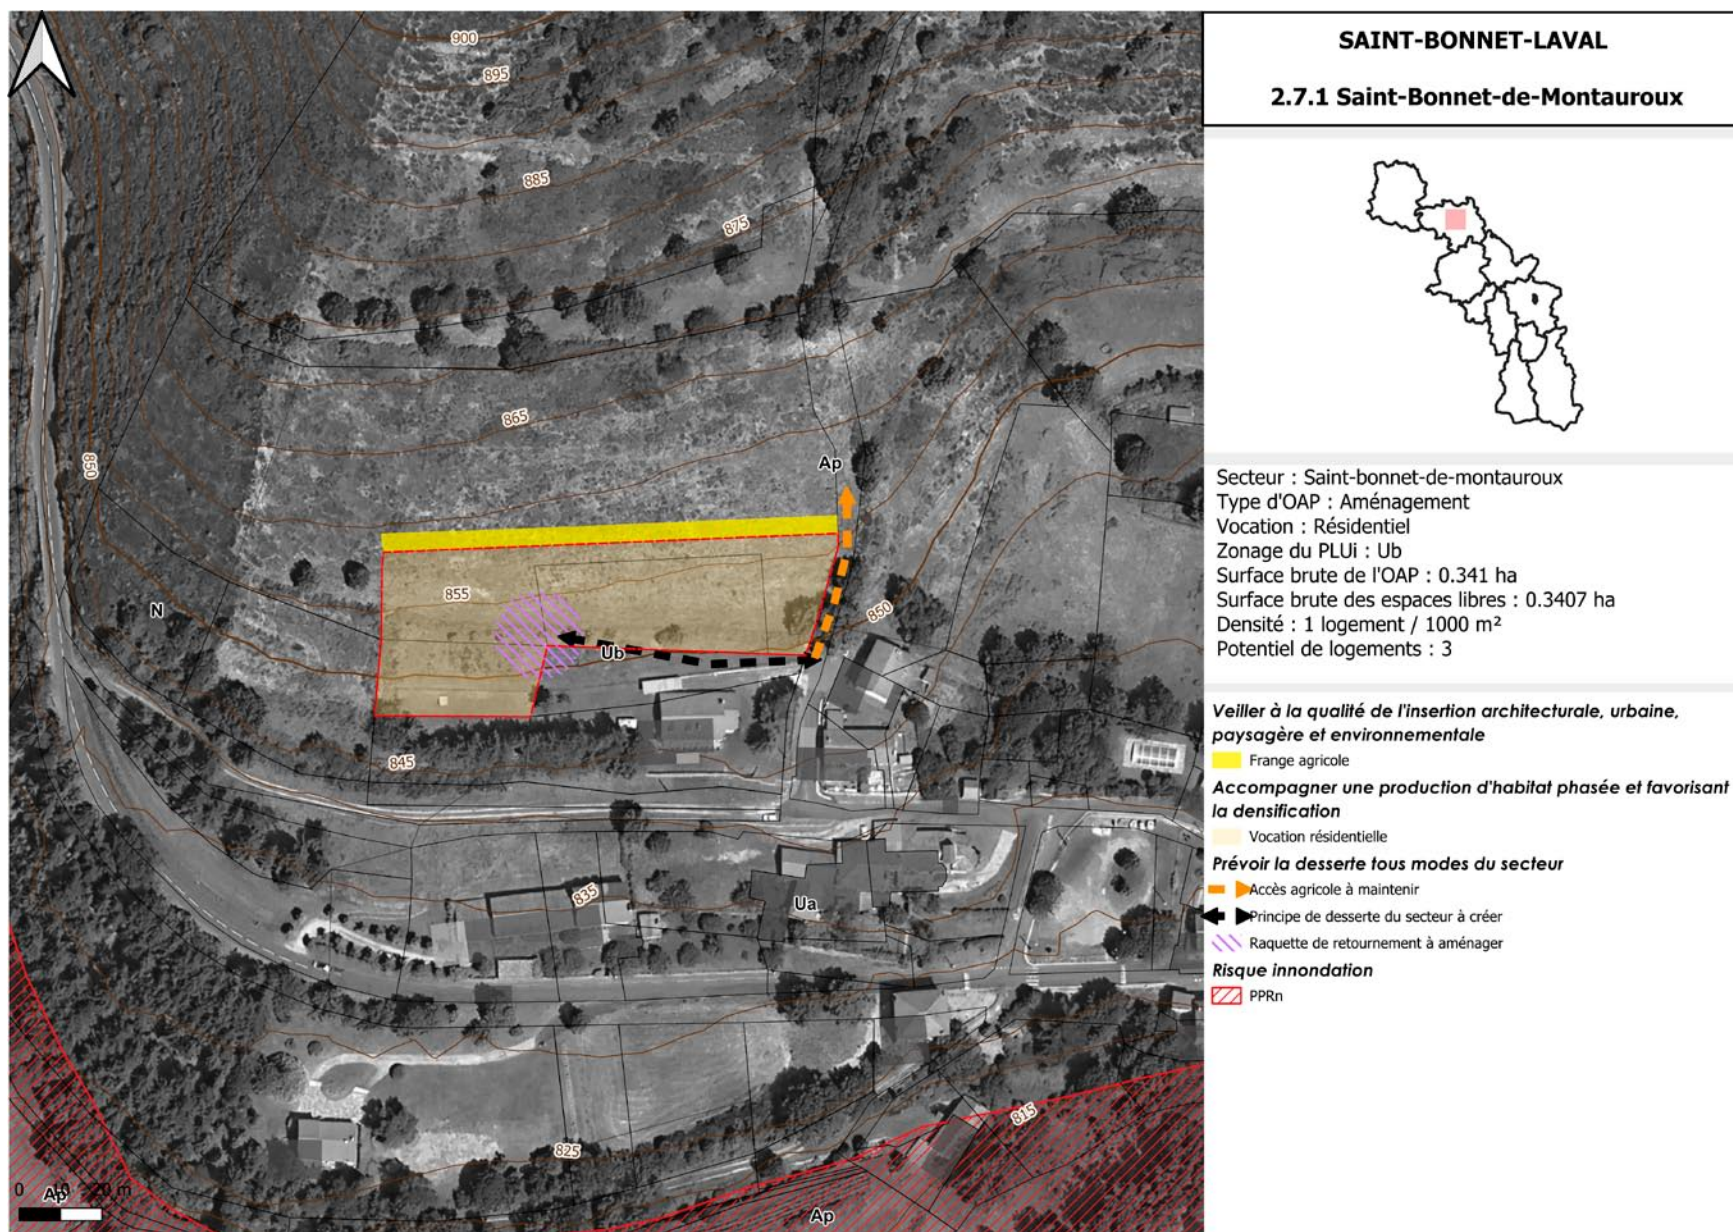 SAINT-BONNET-LAVAL
2.7.1 Saint-Bonnet-de-Montauroux
Secteur : Saint-bonnet-de-montauroux
Type d'OAP : Aménagement
Vocation : Résidentiel
Zonage du PLUi : Ub
Surface brute de l'OAP : 0.341 ha
Surface brute des espaces libres : 0.3407 ha
Densité : 1 logement / 1000 m²
Potentiel de logements : 3
Veiller à la qualité de l'insertion architecturale, urbaine,
paysagère et environnementale
Frange agricole
Accompagner une production d'habitat phasée et favorisant
la densification
Vocation résidentielle
Prévoir la desserte tous modes du secteur
Accès agricole à maintenir
Principe de desserte du secteur à créer
Raquette de retournement à aménager
Risque innondation
PPRn
900
895
885
875
865
850
Ap
855
850
N
Ub
845
835
Ua
815
825
0 10 20 m
Ap
Ap